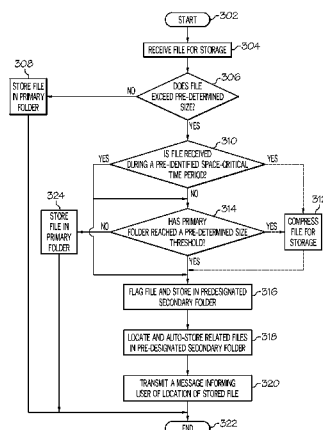 START
302
RECEIVE FILE FOR STORAGE
304
308
STORE FILE
IN PRIMARY
FOLDER
306
DOES FILE
EXCEED PRE-DETERMINED
SIZE?
NO
YES
310
IS FILE RECEIVED
DURING A PRE-IDENTIFIED SPACE-CRITICAL
TIME PERIOD?
YES
YES
NO
324
STORE
FILE IN
PRIMARY
FOLDER
314
HAS PRIMARY
FOLDER REACHED A PRE-DETERMINED SIZE
THRESHOLD?
NO
YES
YES
312
COMPRESS
FILE FOR
STORAGE
FLAG FILE AND STORE IN PREDESIGNATED
SECONDARY FOLDER
316
LOCATE AND AUTO-STORE RELATED FILES
IN PRE-DESIGNATED SECONDARY FOLDER
318
TRANSMIT A MESSAGE INFORMING
USER OF LOCATION OF STORED FILE
320
END
322